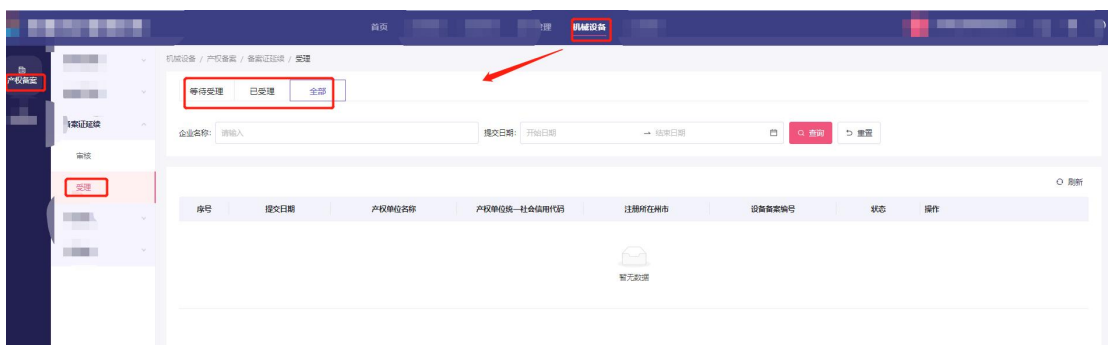 首页 理 机械设备
产权备案
机械设备 / 产权备案 / 备案证延续 / 受理
等待受理 已受理 全部
备案证延续
企业名称: 请输入 提交日期: 开始日期 → 结束日期 查询 重置
审核
受理
刷新
序号 提交日期 产权单位名称 产权单位统一社会信用代码 注册所在州市 设备备案编号 状态 操作
暂无数据